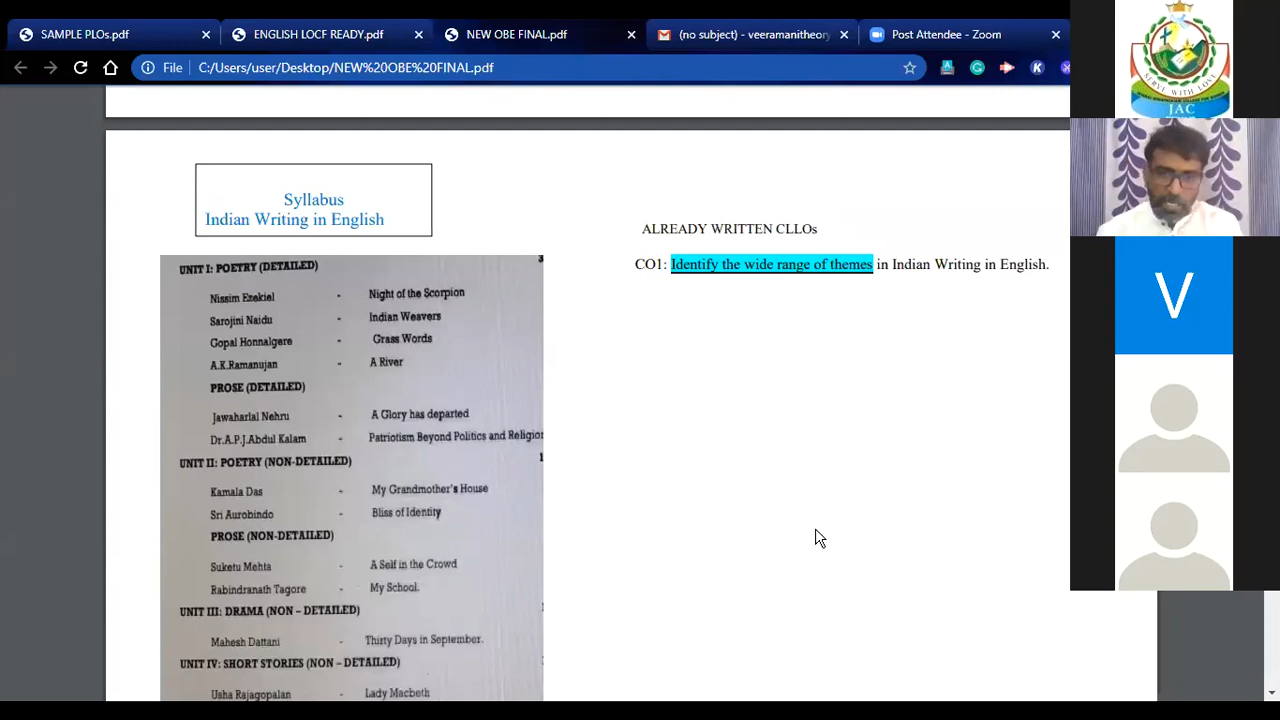 SAMPLE PLOs.pdf
ENGLISH LOCF READY.pdf
NEW OBE FINAL.pdf
(no subject) - veeramanitheory
Post Attendee - Zoom
File C:/Users/user/Desktop/NEW%20OBE%20FINAL.pdf
SERVE WITH LOVE
JAC
Syllabus
Indian Writing in English
ALREADY WRITTEN CLLOs
CO1: Identify the wide range of themes in Indian Writing in English.
UNIT I: POETRY (DETAILED)
Nissim Ezekiel - Night of the Scorpion
Sarojini Naidu - Indian Weavers
Gopal Honnalgere - Grass Words
A.K.Ramanujan - A River
PROSE (DETAILED)
Jawaharlal Nehru - A Glory has departed
Dr.A.P.J.Abdul Kalam - Patriotism Beyond Politics and Religion
UNIT II: POETRY (NON-DETAILED)
Kamala Das - My Grandmother's House
Sri Aurobindo - Bliss of Identity
PROSE (NON-DETAILED)
Suketu Mehta - A Self in the Crowd
Rabindranath Tagore - My School.
UNIT III: DRAMA (NON – DETAILED)
Mahesh Dattani - Thirty Days in September.
UNIT IV: SHORT STORIES (NON – DETAILED)
Usha Rajagopalan - Lady Macbeth
V